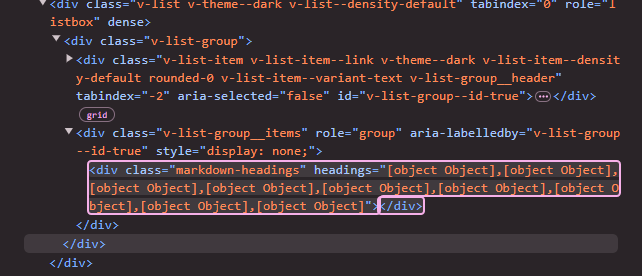 <div class="v-list v-theme--dark v-list--density-default" tabindex="0" role="l
istbox" dense>
<div class="v-list-group">
<div class="v-list-item v-list-item--link v-theme--dark v-list-item--densit
y-default rounded-0 v-list-item--variant-text v-list-group__header"
tabindex="-2" aria-selected="false" id="v-list-group--id-true">…</div>
grid
<div class="v-list-group__items" role="group" aria-labelledby="v-list-group
--id-true" style="display: none;">
<div class="markdown-headings" headings="[object Object],[object Object],
[object Object],[object Object],[object Object],[object Object],[object O
bject],[object Object],[object Object]"></div>
</div>
</div>
</div>